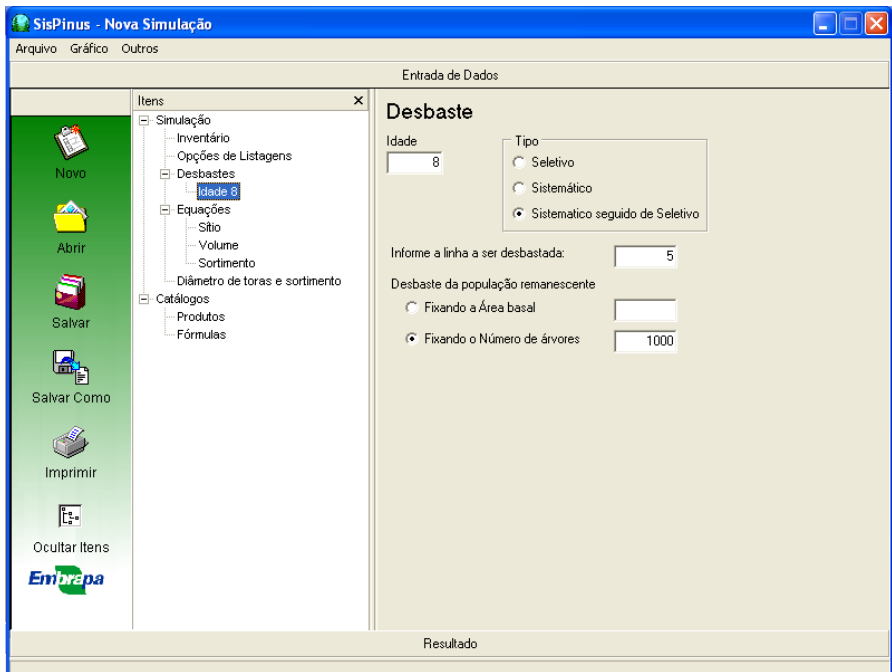 SisPinus - Nova Simulação
Arquivo Gráfico Outros
Entrada de Dados
Novo
Abrir
Salvar
Salvar Como
Imprimir
Ocultar Itens
Embrapa
Itens
Simulação
Inventário
Opções de Listagens
Desbastes
Idade 8
Equações
Sítio
Volume
Sortimento
Diâmetro de toras e sortimento
Catálogos
Produtos
Fórmulas
Desbaste
Idade
8
Tipo
Seletivo
Sistemático
Sistematico seguido de Seletivo
Informe a linha a ser desbastada: 5
Desbaste da população remanescente
Fixando a Área basal
Fixando o Número de árvores 1000
Resultado